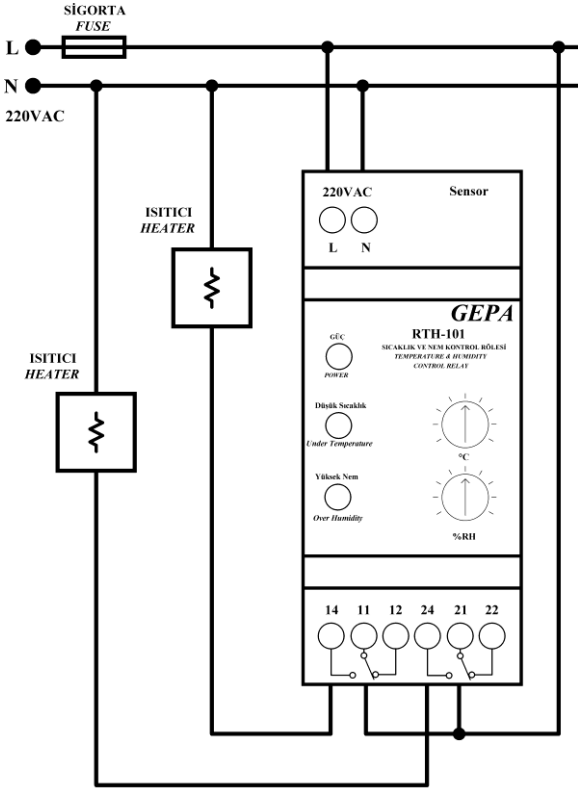 SİGORTA
FUSE
L
N
220VAC
ISITICI
HEATER
ISITICI
HEATER
220VAC
Sensor
L N
GEPA
RTH-101
SICAKLIK VE NEM KONTROL RÖLESİ
TEMPERATURE & HUMIDITY
CONTROL RELAY
GÜÇ
POWER
Düşük Sıcaklık
Under Temperature
°C
Yüksek Nem
Over Humidity
%RH
14 11 12 24 21 22